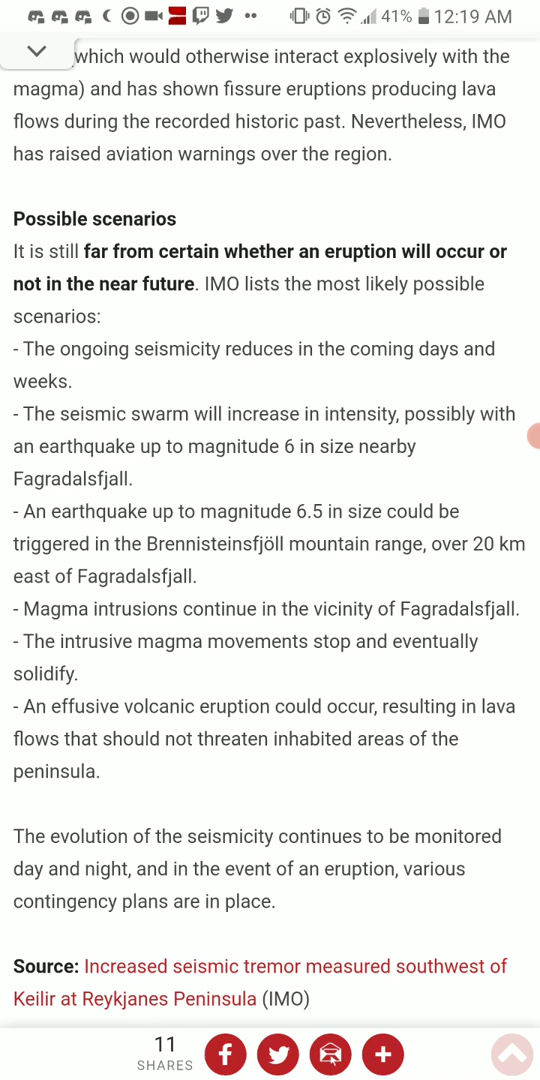 41% 12:19 AM
which would otherwise interact explosively with the
magma) and has shown fissure eruptions producing lava
flows during the recorded historic past. Nevertheless, IMO
has raised aviation warnings over the region.
Possible scenarios
It is still far from certain whether an eruption will occur or
not in the near future. IMO lists the most likely possible
scenarios:
- The ongoing seismicity reduces in the coming days and
weeks.
- The seismic swarm will increase in intensity, possibly with
an earthquake up to magnitude 6 in size nearby
Fagradalsfjall.
- An earthquake up to magnitude 6.5 in size could be
triggered in the Brennisteinsfjöll mountain range, over 20 km
east of Fagradalsfjall.
- Magma intrusions continue in the vicinity of Fagradalsfjall.
- The intrusive magma movements stop and eventually
solidify.
- An effusive volcanic eruption could occur, resulting in lava
flows that should not threaten inhabited areas of the
peninsula.
The evolution of the seismicity continues to be monitored
day and night, and in the event of an eruption, various
contingency plans are in place.
Source: Increased seismic tremor measured southwest of
Keilir at Reykjanes Peninsula (IMO)
11
SHARES